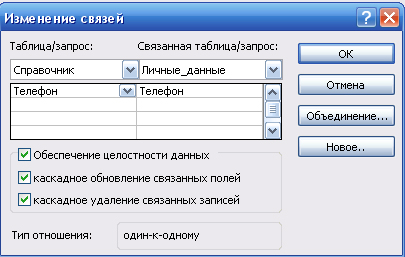 Изменение связей
Таблица/запрос: Связанная таблица/запрос:
Справочник Личные_данные
Телефон Телефон
Обеспечение целостности данных
каскадное обновление связанных полей
каскадное удаление связанных записей
Тип отношения: один-к-одному
ОК
Отмена
Объединение...
Новое..